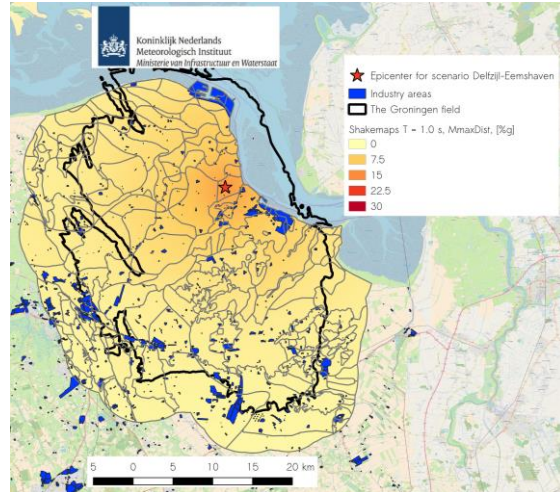 Koninklijk Nederlands
Meteorologisch Instituut
Ministerie van Infrastructuur en Waterstaat
Epicenter for scenario Delfzijl-Eemshaven
Industry areas
The Groningen field
Shakemaps T = 1.0 s, MmaxDist, [%g]
0
7.5
15
22.5
30
5 0 5 10 15 20 km